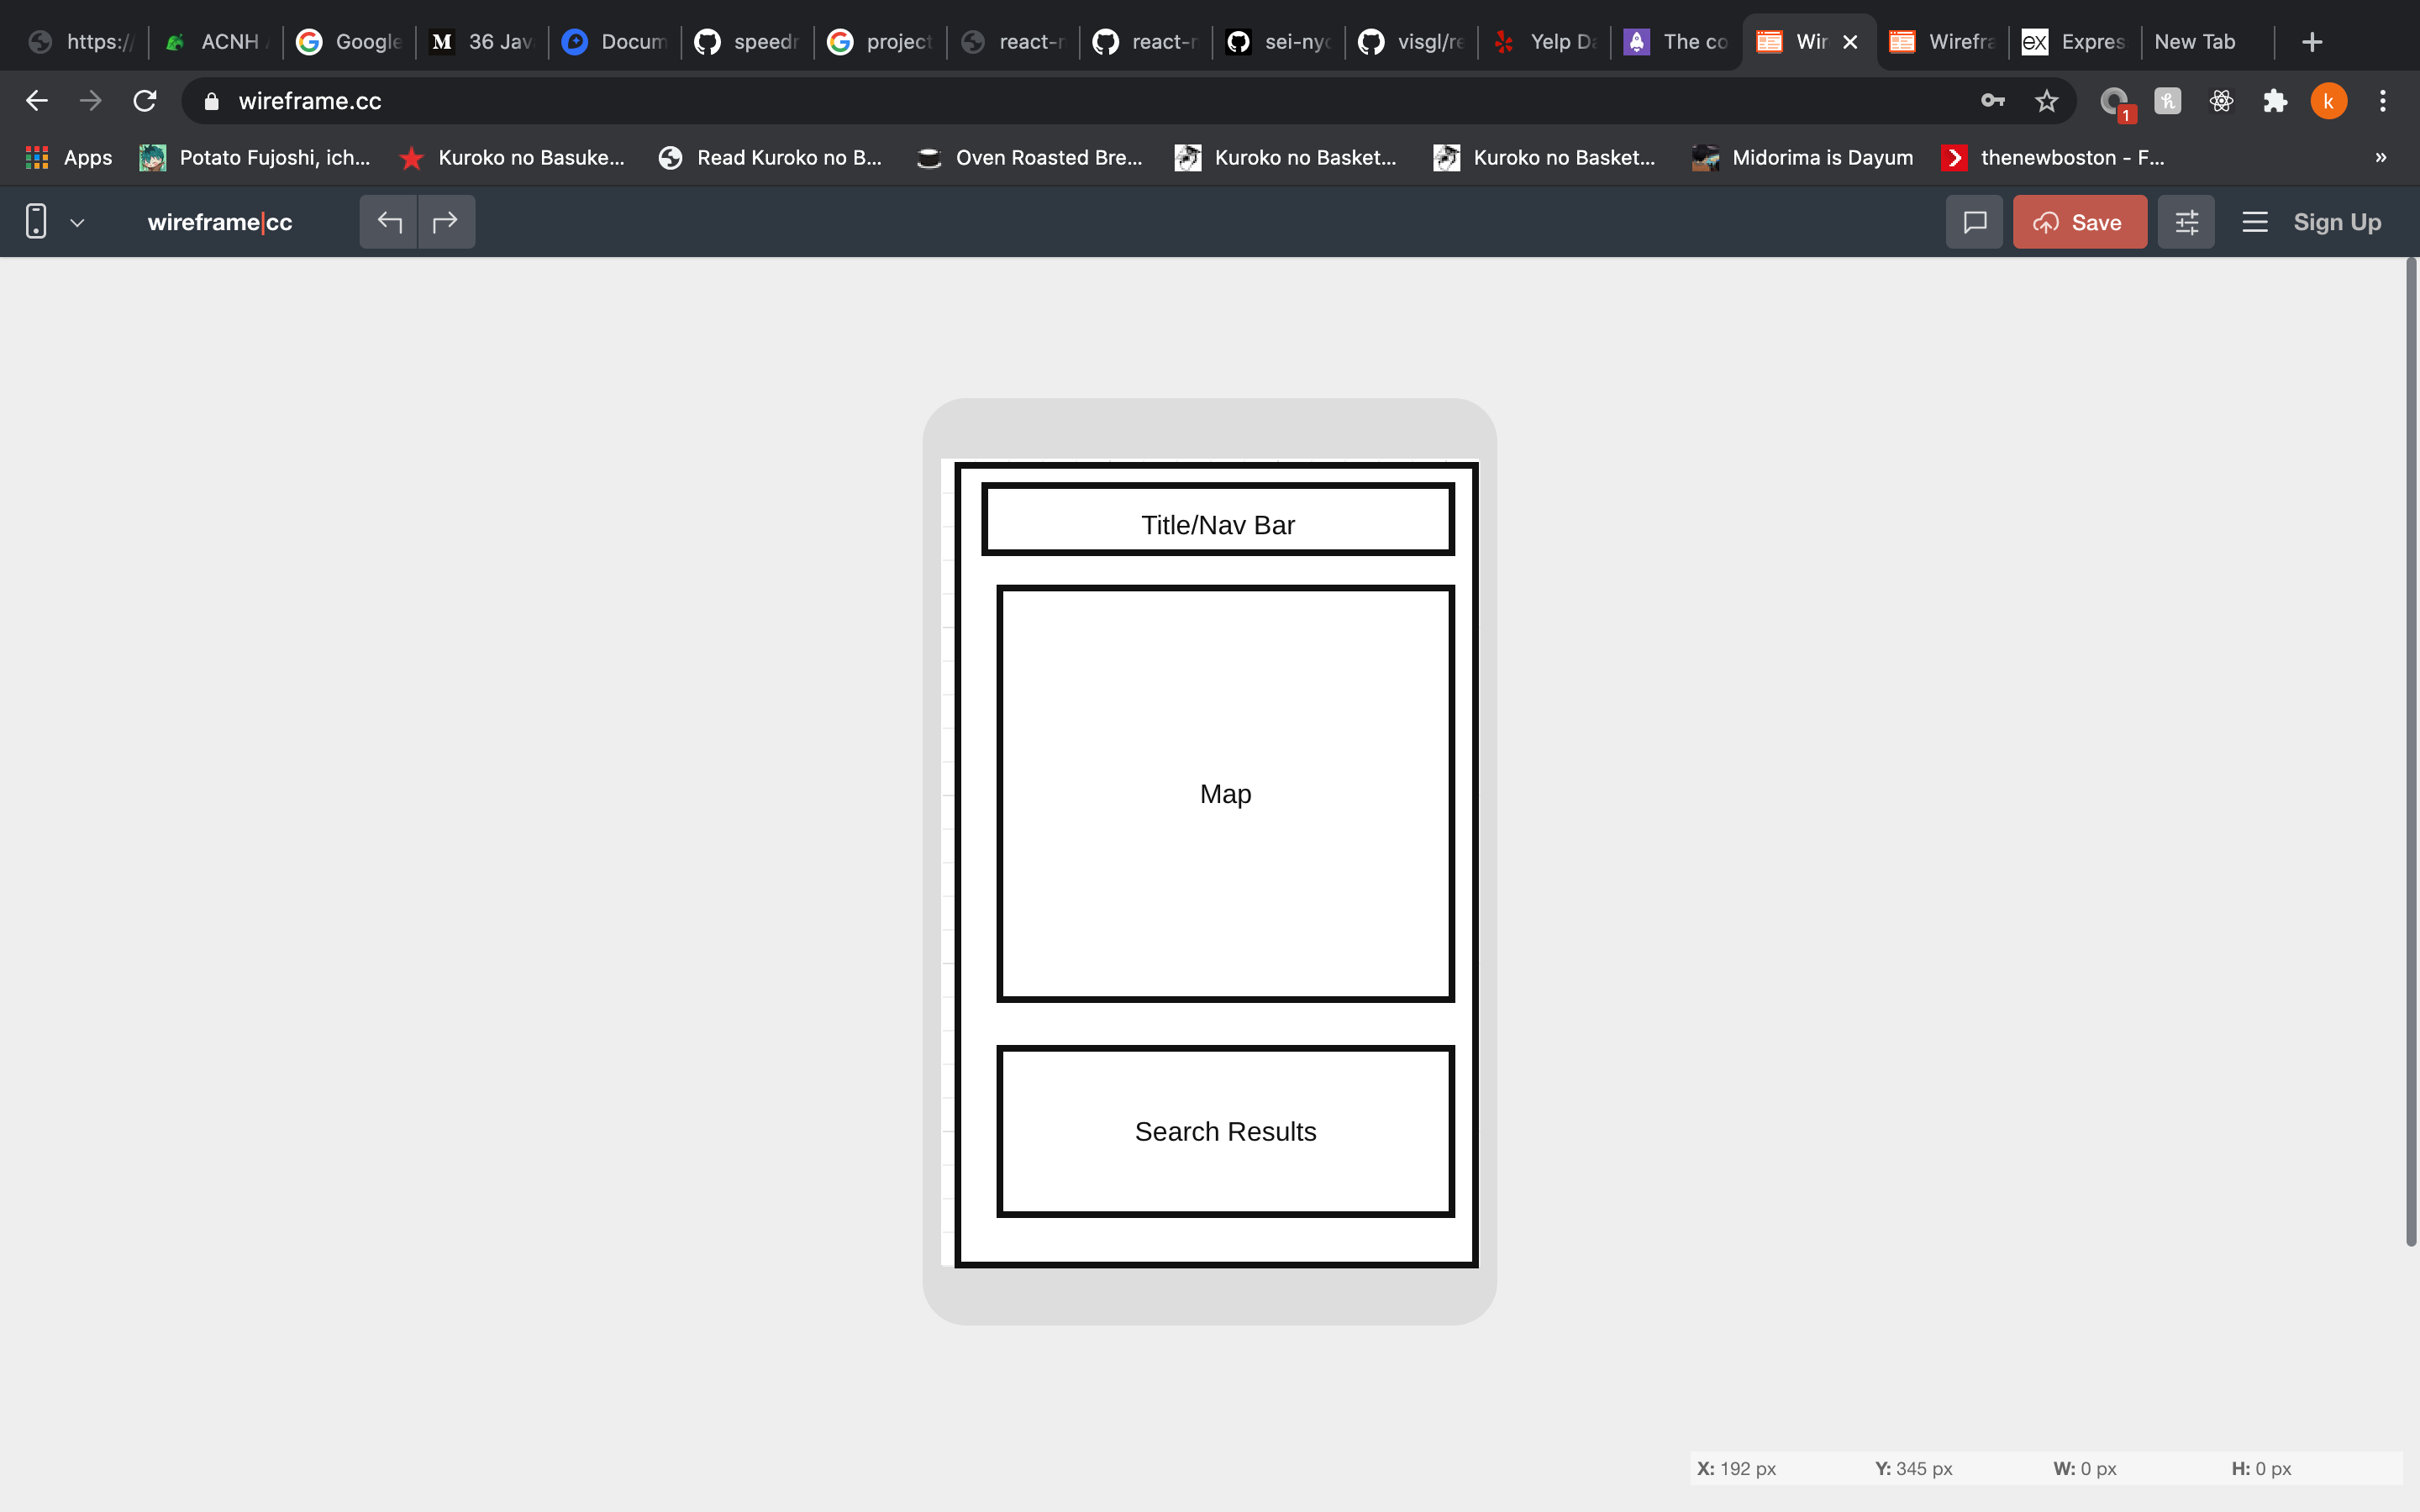 https:/ ACNH Google M 36 Jav Docum speedr project react-r react-r sei-nyc visgl/re Yelp Da The co Wir Wirefra ex Expres New Tab
wireframe.cc
1 h k
Apps Potato Fujoshi, ich... Kuroko no Basuke... Read Kuroko no B... Oven Roasted Bre... Kuroko no Basket... Kuroko no Basket... Midorima is Dayum thenewboston - F... »
wireframe|cc Save Sign Up
Title/Nav Bar
Map
Search Results
X: 192 px Y: 345 px W: 0 px H: 0 px